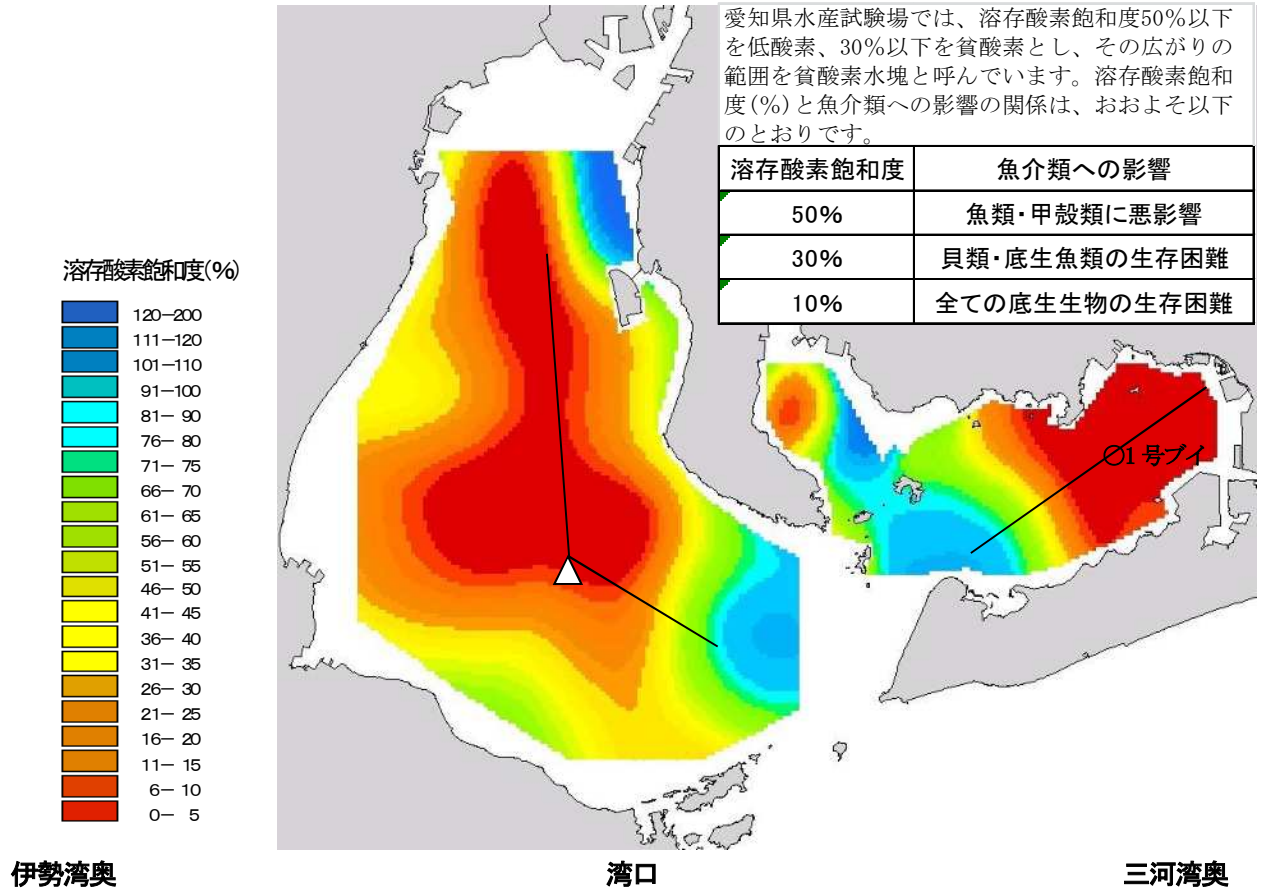 愛知県水産試験場では、溶存酸素飽和度50%以下
を低酸素、30%以下を貧酸素とし、その広がりの
範囲を貧酸素水塊と呼んでいます。溶存酸素飽和
度(%)と魚介類への影響の関係は、おおよそ以下
のとおりです。
溶存酸素飽和度 魚介類への影響
50% 魚類・甲殻類に悪影響
30% 貝類・底生魚類の生存困難
10% 全ての底生生物の生存困難
溶存酸素飽和度(%)
120-200
111-120
101-110
91-100
81- 90
76- 80
71- 75
66- 70
61- 65
56- 60
51- 55
46- 50
41- 45
36- 40
31- 35
26- 30
21- 25
16- 20
11- 15
6- 10
0- 5
1号ブイ
伊勢湾奥 湾口 三河湾奥